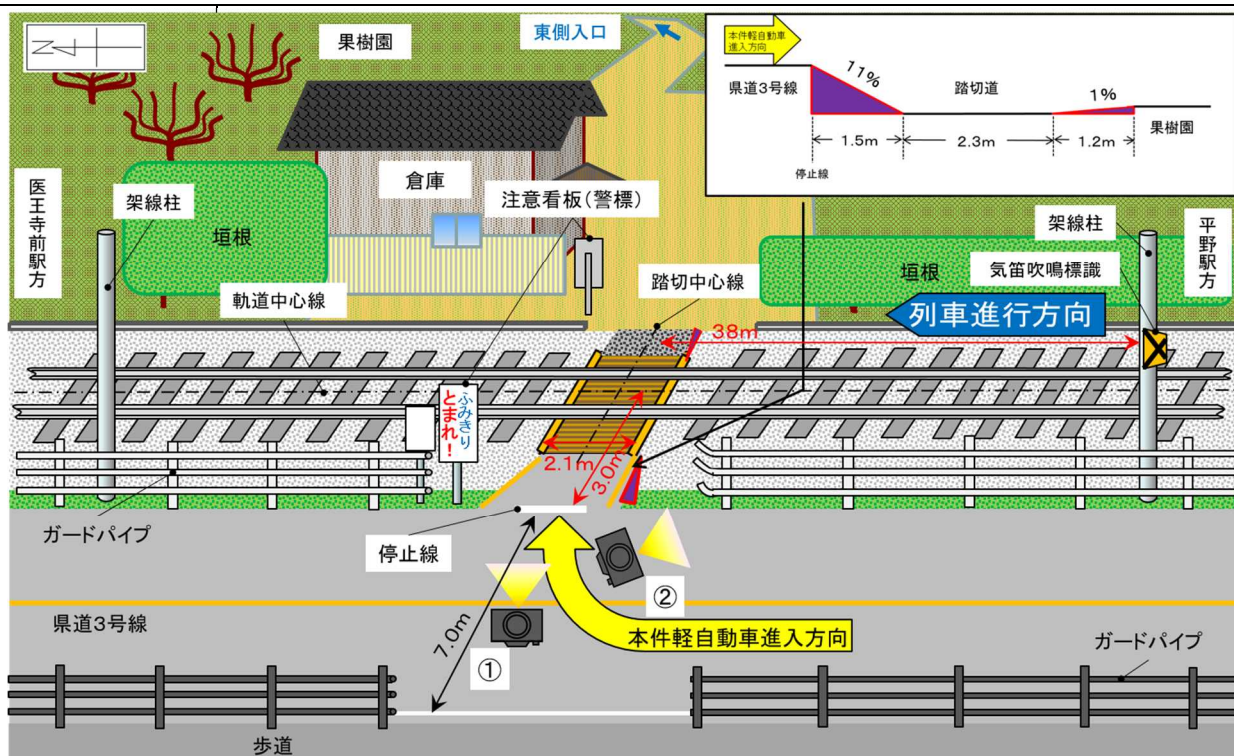 果樹園
東側入口
本件軽自動車
進入方向
11%
県道3号線
踏切道
1%
果樹園
1.5m
2.3m
1.2m
停止線
医王寺前駅方
架線柱
垣根
倉庫
注意看板(警標)
踏切中心線
垣根
架線柱
気笛吹鳴標識
平野駅方
軌道中心線
列車進行方向
38m
ふみきり
とまれ!
2.1m
3.0m
ガードパイプ
停止線
②
県道3号線
7.0m
①
本件軽自動車進入方向
ガードパイプ
歩道